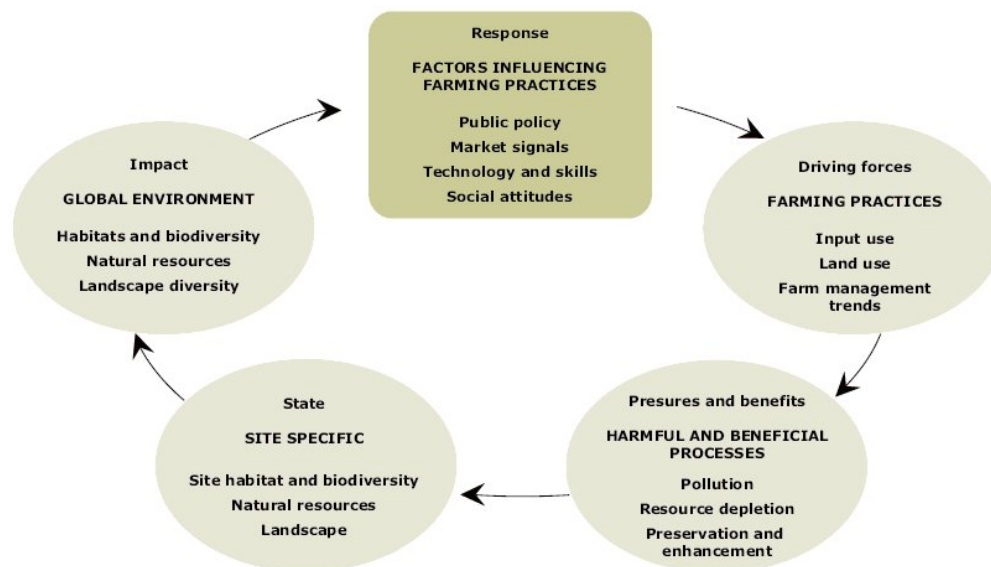 Response
FACTORS INFLUENCING
FARMING PRACTICES
Public policy
Market signals
Technology and skills
Social attitudes
Driving forces
FARMING PRACTICES
Input use
Land use
Farm management
trends
Presures and benefits
HARMFUL AND BENEFICIAL
PROCESSES
Pollution
Resource depletion
Preservation and
enhancement
State
SITE SPECIFIC
Site habitat and biodiversity
Natural resources
Landscape
Impact
GLOBAL ENVIRONMENT
Habitats and biodiversity
Natural resources
Landscape diversity